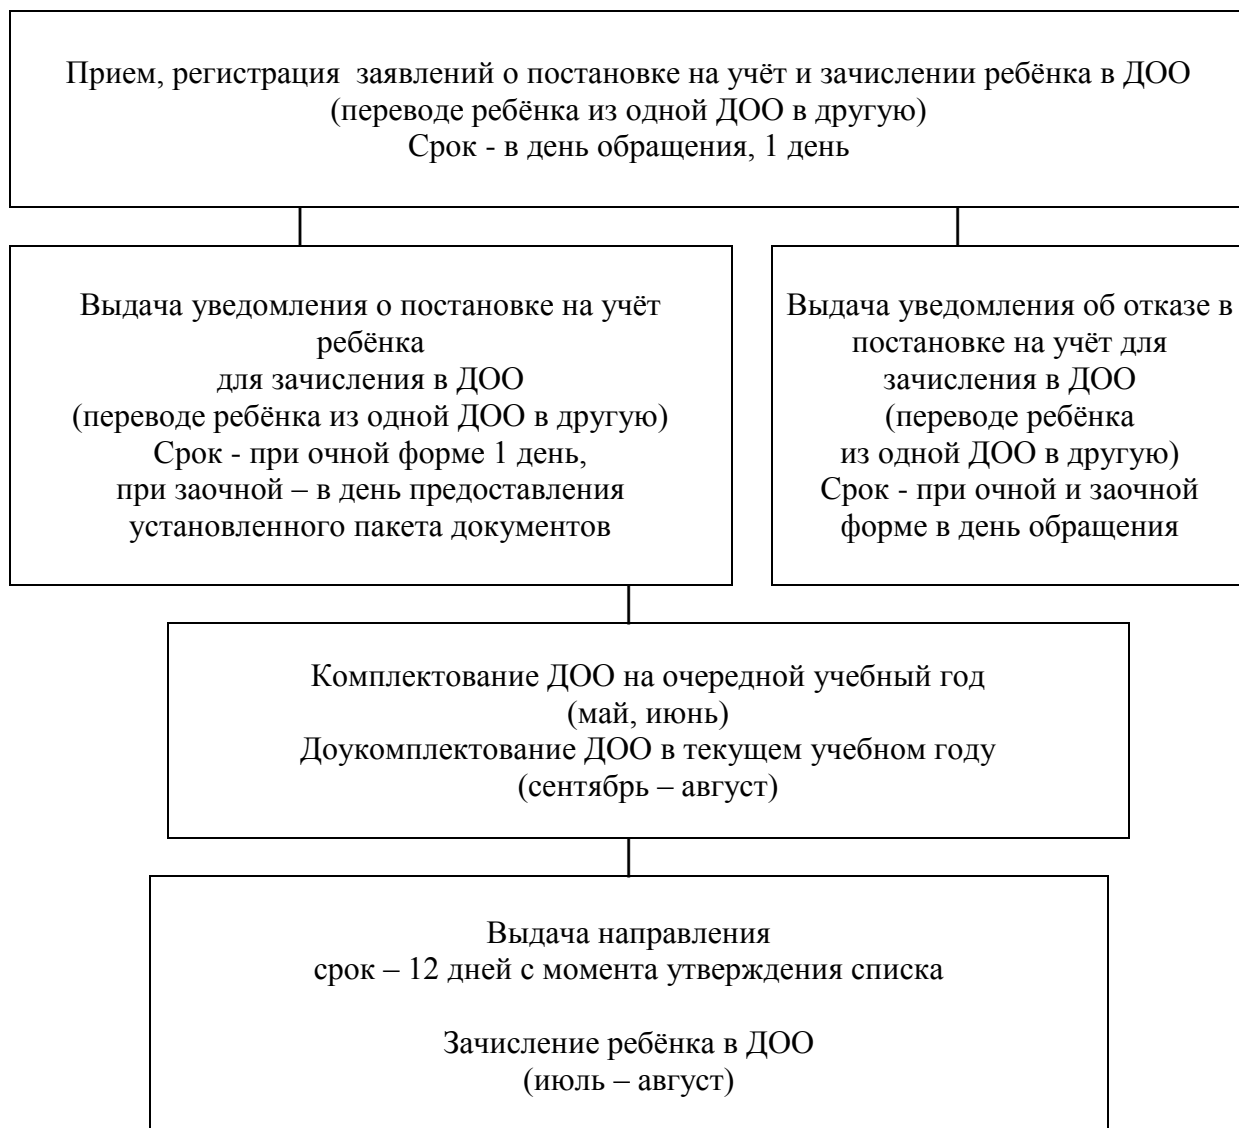 Прием, регистрация  заявлений о постановке на учёт и зачислении ребёнка в ДОО
(переводе ребёнка из одной ДОО в другую)
Срок - в день обращения, 1 день
Выдача уведомления о постановке на учёт
ребёнка
для зачисления в ДОО
(переводе ребёнка из одной ДОО в другую)
Срок - при очной форме 1 день,
при заочной – в день предоставления
установленного пакета документов
Выдача уведомления об отказе в
постановке на учёт для
зачисления в ДОО
(переводе ребёнка
из одной ДОО в другую)
Срок - при очной и заочной
форме в день обращения
Комплектование ДОО на очередной учебный год
(май, июнь)
Доукомплектование ДОО в текущем учебном году
(сентябрь – август)
Выдача направления
срок – 12 дней с момента утверждения списка
Зачисление ребёнка в ДОО
(июль – август)